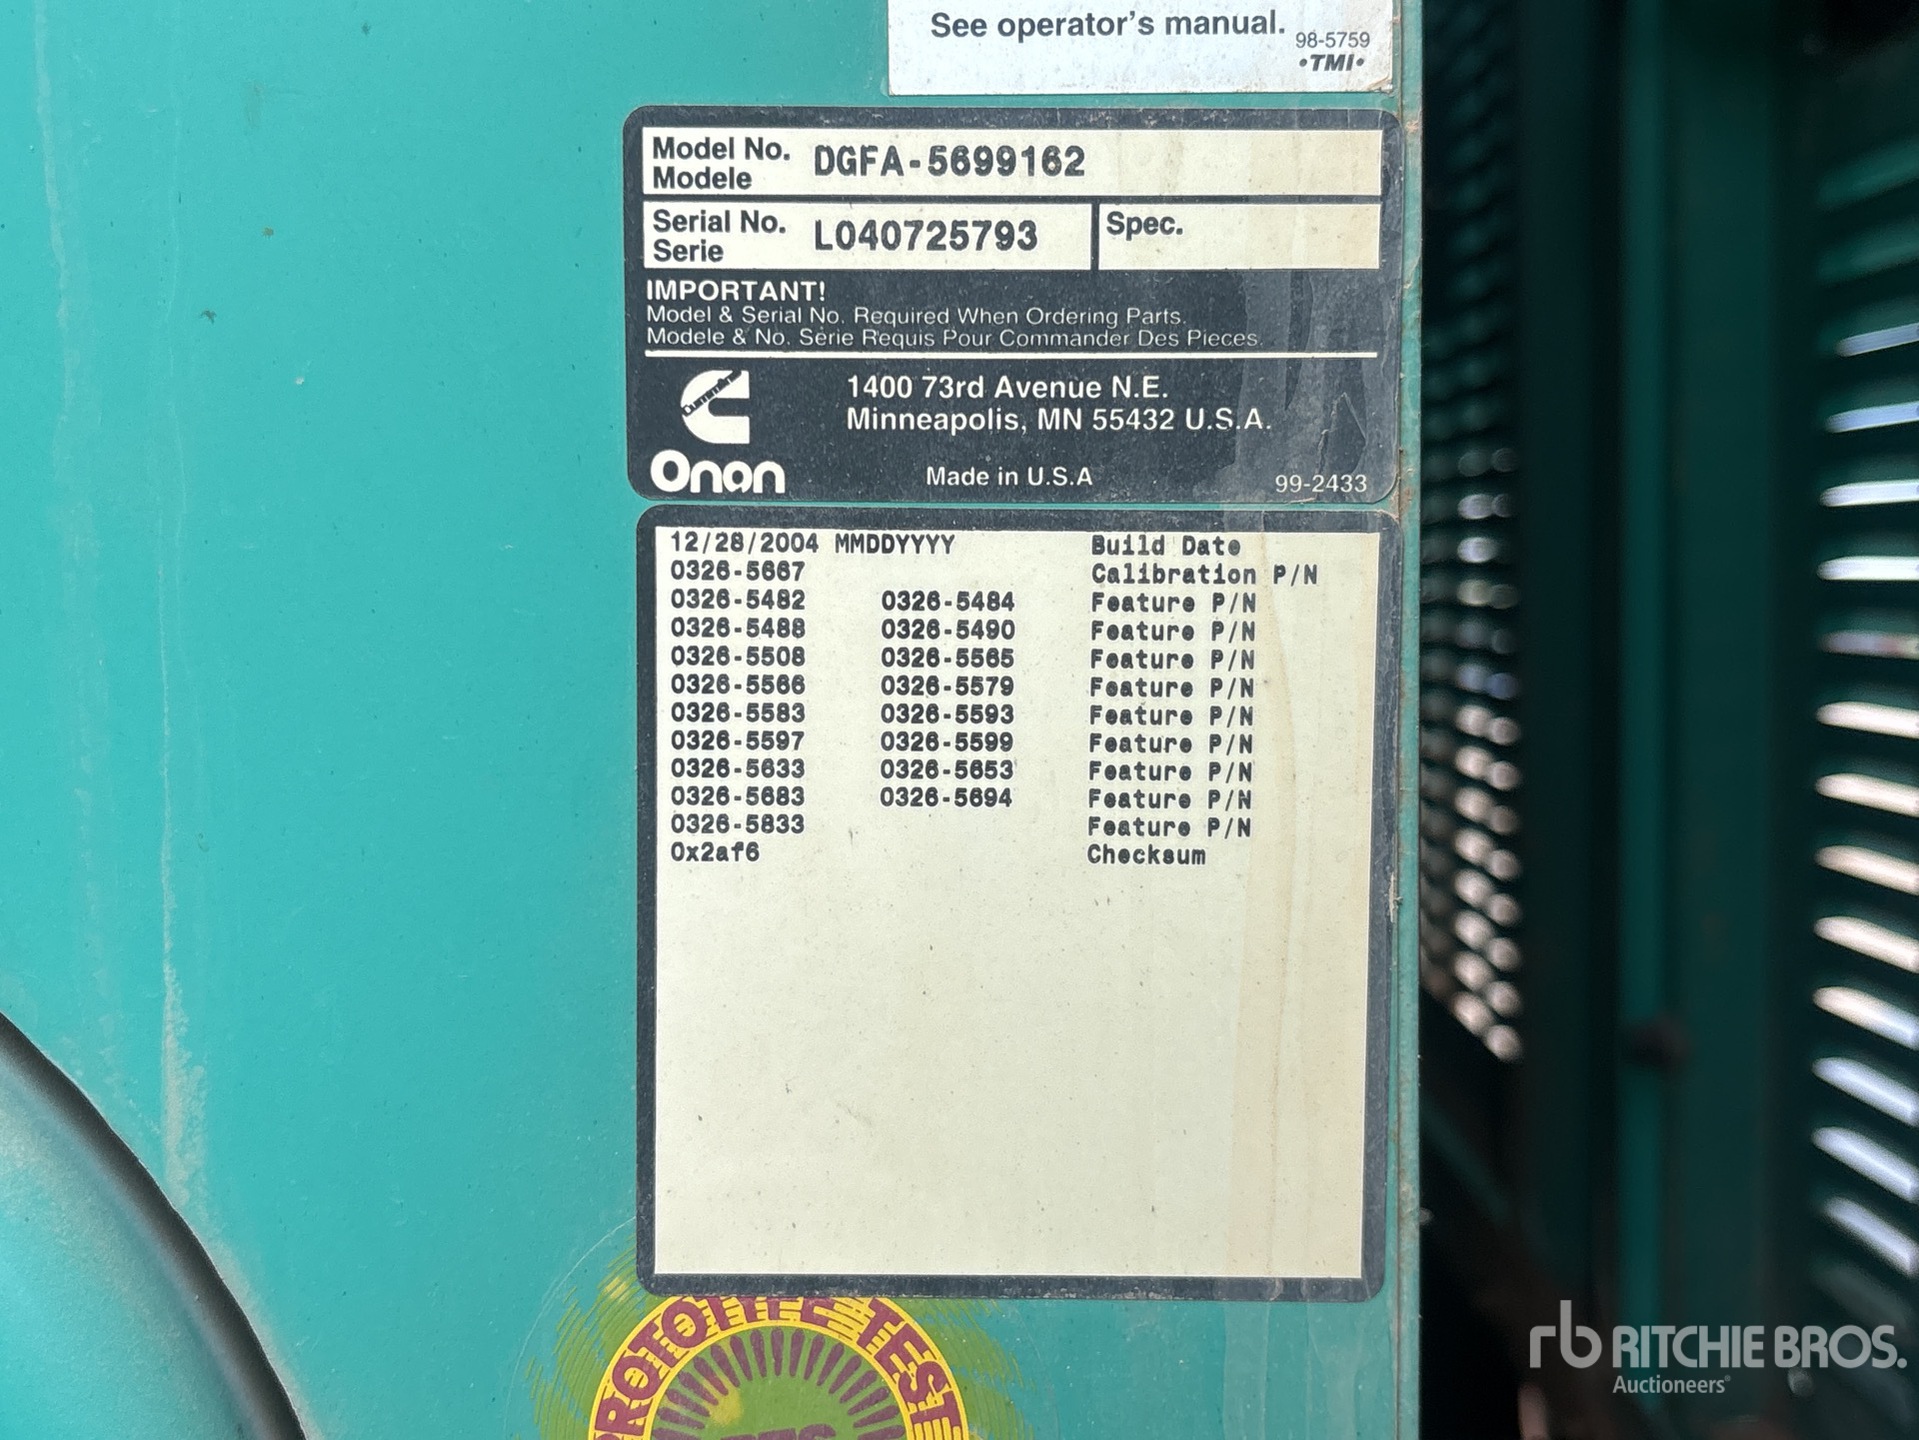 See operator's manual.
98-5759
•TMI•
Model No. DGFA-5699162
Modele
Serial No. L040725793 Spec.
Serie
IMPORTANT!
Model & Serial No. Required When Ordering Parts.
Modele & No. Serie Requis Pour Commander Des Pieces.
Cummins
Onan
1400 73rd Avenue N.E.
Minneapolis, MN 55432 U.S.A.
Made in U.S.A 99-2433
12/28/2004 MMDDYYYY Build Date
0326-5667 Calibration P/N
0326-5482 0326-5484 Feature P/N
0326-5488 0326-5490 Feature P/N
0326-5508 0326-5565 Feature P/N
0326-5566 0326-5579 Feature P/N
0326-5583 0326-5593 Feature P/N
0326-5597 0326-5599 Feature P/N
0326-5633 0326-5653 Feature P/N
0326-5683 0326-5694 Feature P/N
0326-5833 Feature P/N
0x2af6 Checksum
PROTOTYPE TEST
rb RITCHIE BROS.
Auctioneers